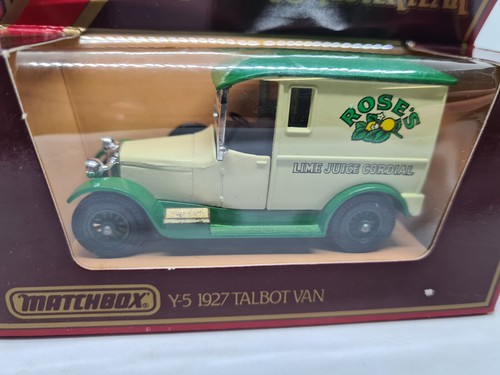 ROSE'S
LIME JUICE CORDIAL
MATCHBOX®
Y-5 1927 TALBOT VAN